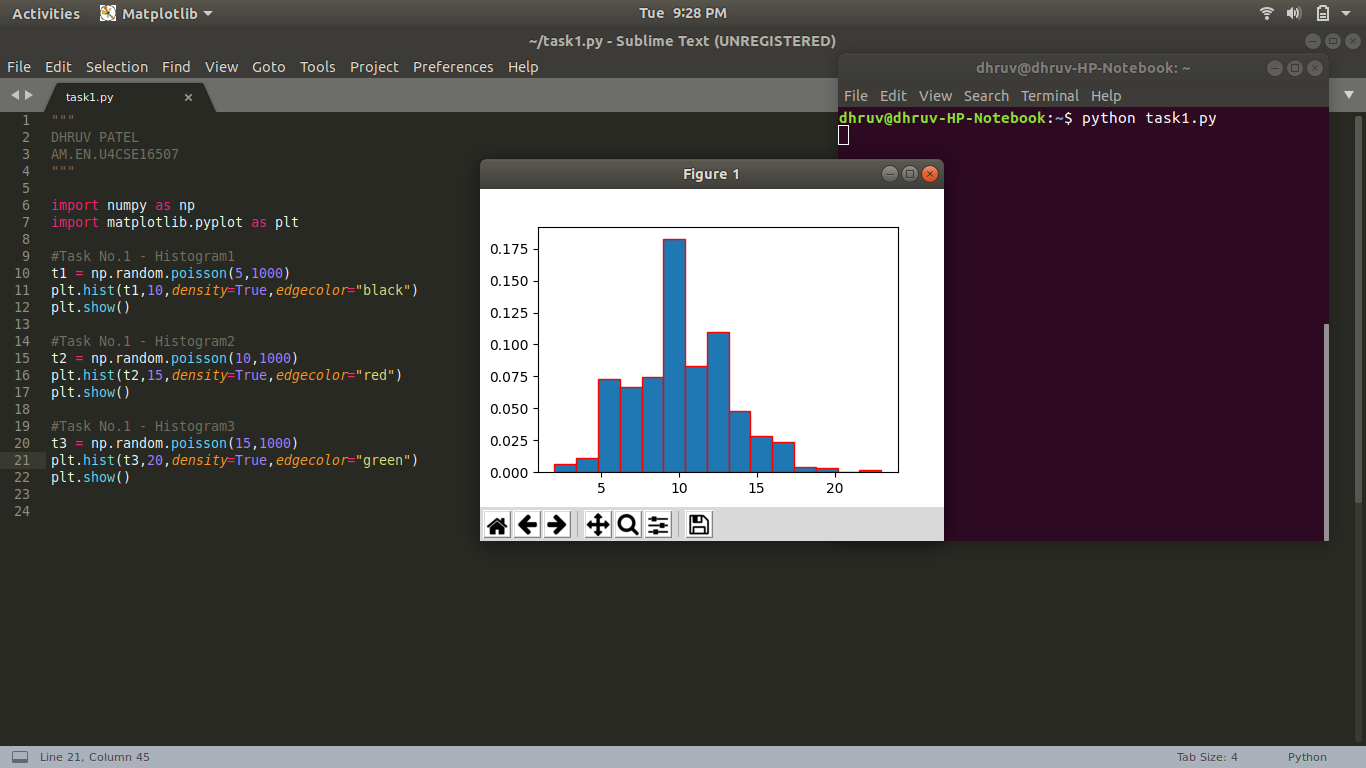 Activities Matplotlib Tue 9:28 PM
~/task1.py - Sublime Text (UNREGISTERED)
File Edit Selection Find View Goto Tools Project Preferences Help
task1.py ×
1 """
2 DHRUV PATEL
3 AM.EN.U4CSE16507
4 """
5
6 import numpy as np
7 import matplotlib.pyplot as plt
8
9 #Task No.1 - Histogram1
10 t1 = np.random.poisson(5,1000)
11 plt.hist(t1,10,density=True,edgecolor="black")
12 plt.show()
13
14 #Task No.1 - Histogram2
15 t2 = np.random.poisson(10,1000)
16 plt.hist(t2,15,density=True,edgecolor="red")
17 plt.show()
18
19 #Task No.1 - Histogram3
20 t3 = np.random.poisson(15,1000)
21 plt.hist(t3,20,density=True,edgecolor="green")
22 plt.show()
23
24
dhruv@dhruv-HP-Notebook: ~
File Edit View Search Terminal Help
dhruv@dhruv-HP-Notebook:~$ python task1.py
Figure 1
0.175
0.150
0.125
0.100
0.075
0.050
0.025
0.000
5 10 15 20
Line 21, Column 45 Tab Size: 4 Python